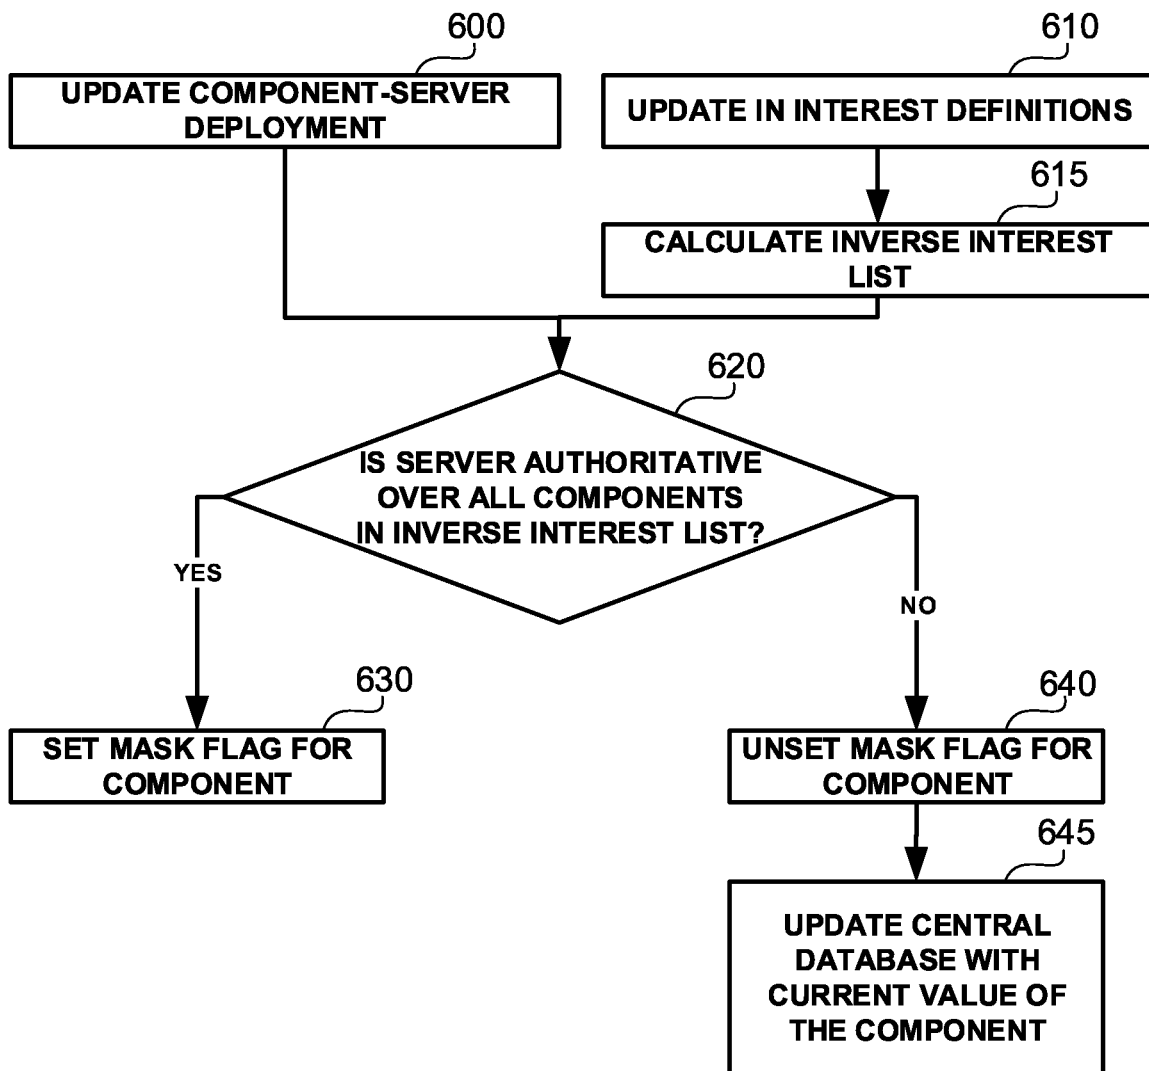 600
UPDATE COMPONENT-SERVER
DEPLOYMENT
610
UPDATE IN INTEREST DEFINITIONS
615
CALCULATE INVERSE INTEREST
LIST
620
IS SERVER AUTHORITATIVE
OVER ALL COMPONENTS
IN INVERSE INTEREST LIST?
YES
NO
630
SET MASK FLAG FOR
COMPONENT
640
UNSET MASK FLAG FOR
COMPONENT
645
UPDATE CENTRAL
DATABASE WITH
CURRENT VALUE OF
THE COMPONENT